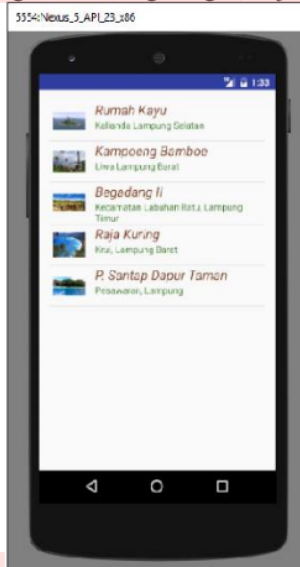 5554:Nexus_5_API_23_x86
1:33
Rumah Kayu
Kalianda Lampung Selatan
Kampoeng Bamboe
Liwa Lampung Barat
Begadang II
Kecamatan Labuhan Ratu, Lampung
Timur
Raja Kuring
Krui, Lampung Barat
P. Santap Dapur Taman
Pesawaran, Lampung